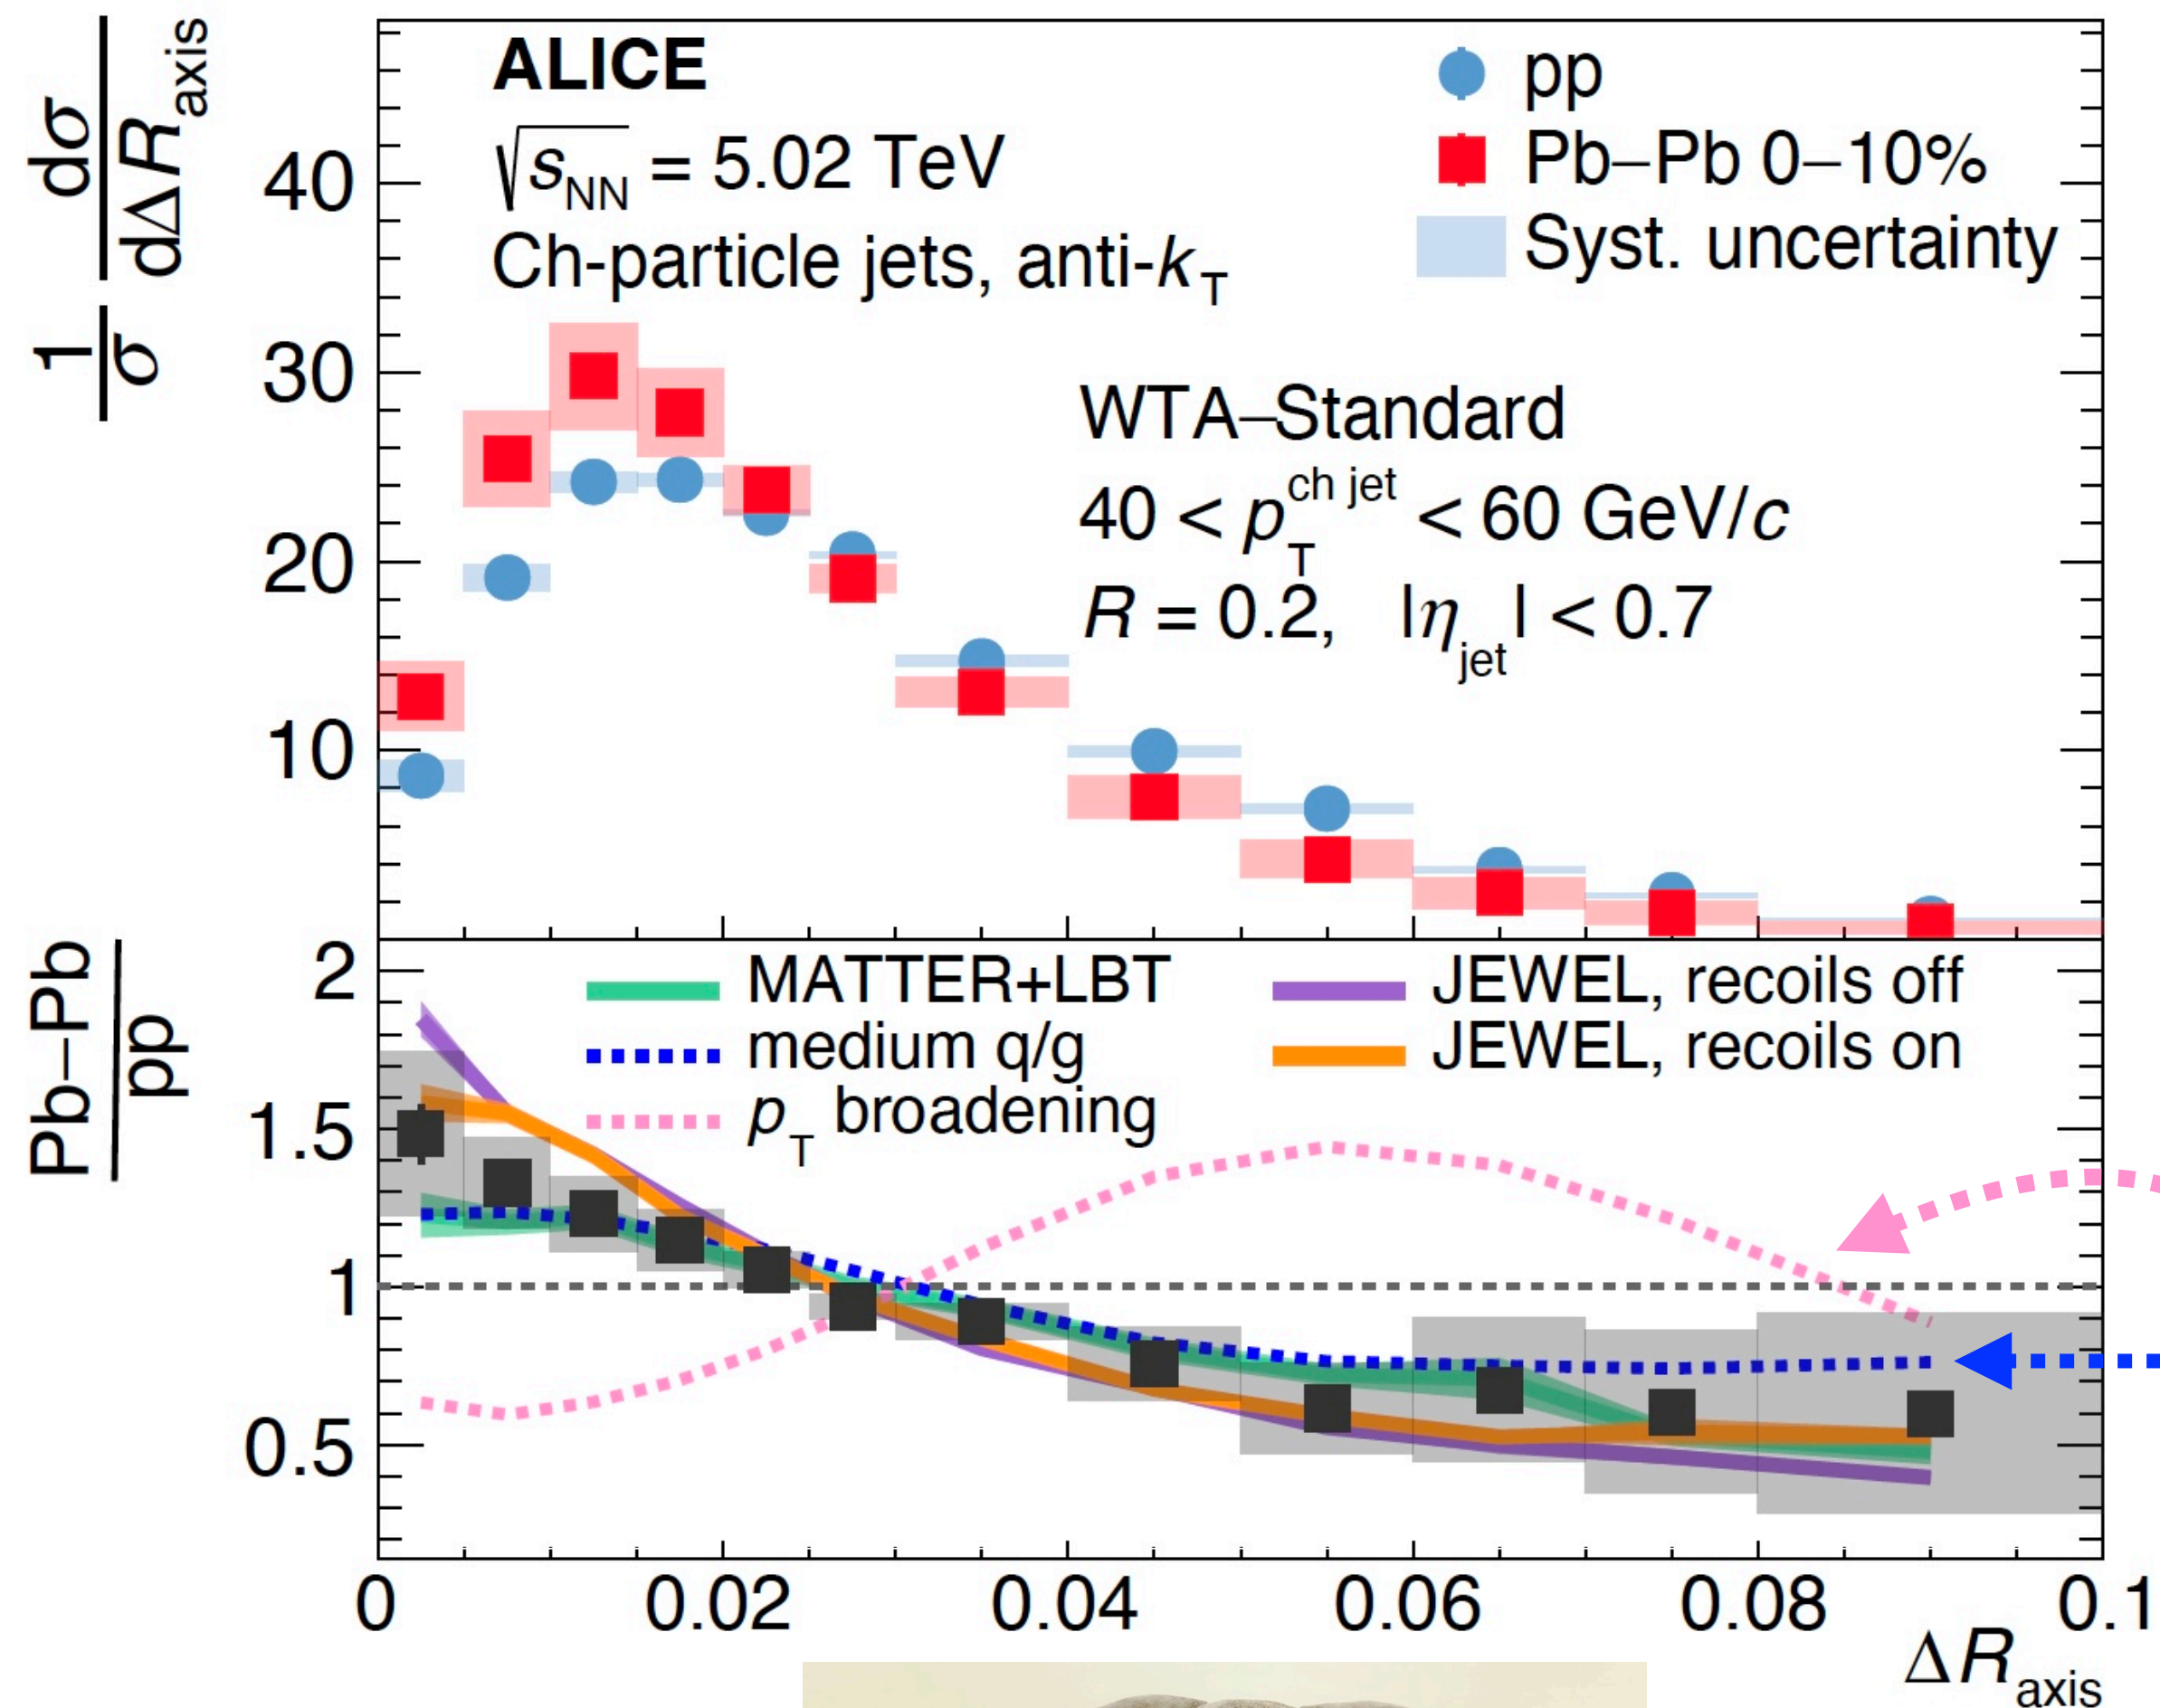 1/σ dσ/dΔR_axis
40
30
20
10
ALICE
√s_NN = 5.02 TeV
Ch-particle jets, anti-k_T
pp
Pb–Pb 0–10%
Syst. uncertainty
WTA–Standard
40 < p_T^ch jet < 60 GeV/c
R = 0.2, |η_jet| < 0.7
Pb–Pb/pp
2
1.5
1
0.5
MATTER+LBT
medium q/g
p_T broadening
JEWEL, recoils off
JEWEL, recoils on
0 0.02 0.04 0.06 0.08 0.1
ΔR_axis